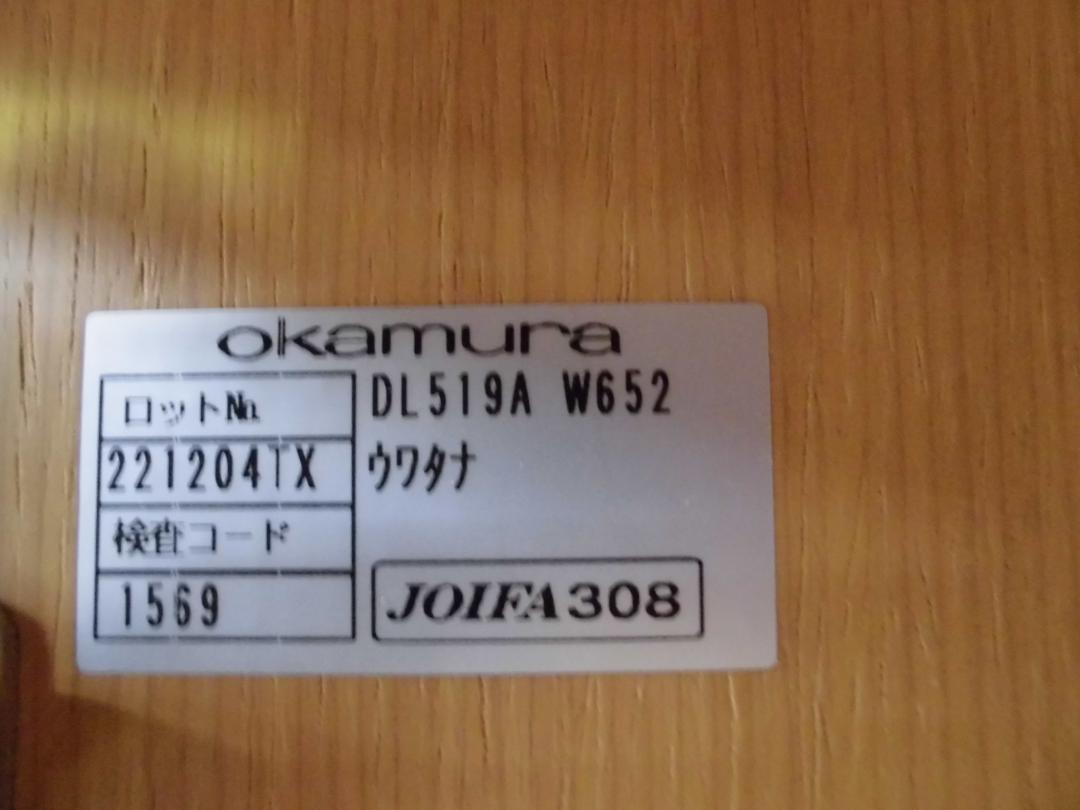 okamura
ロット№
DL519A W652
221204TX
ウワタナ
検査コード
1569
JOIFA308